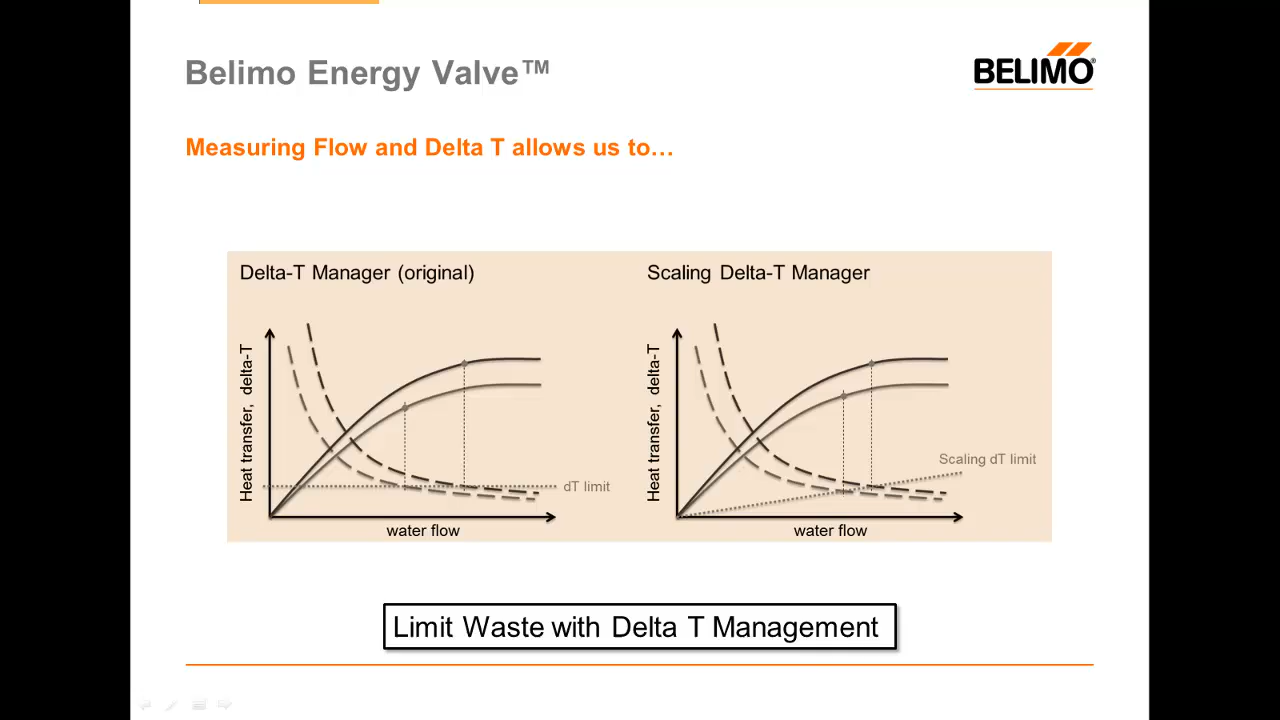 Belimo Energy Valve™
BELIMO®
Measuring Flow and Delta T allows us to…
Delta-T Manager (original)
Heat transfer, delta-T
dT limit
water flow
Scaling Delta-T Manager
Heat transfer, delta-T
Scaling dT limit
water flow
Limit Waste with Delta T Management